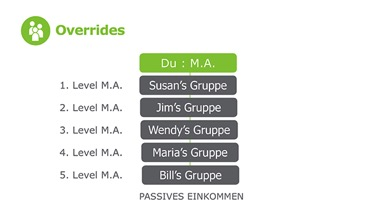 Overrides
Du : M.A.
1. Level M.A. Susan's Gruppe
2. Level M.A. Jim's Gruppe
3. Level M.A. Wendy's Gruppe
4. Level M.A. Maria's Gruppe
5. Level M.A. Bill's Gruppe
PASSIVES EINKOMMEN